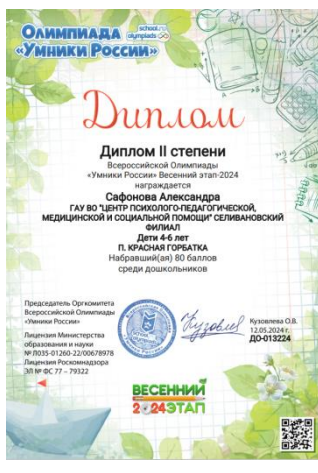 Олимпиада
school olympiads
«Умники России»
Диплом
Диплом II степени
Всероссийской Олимпиады
«Умники России» Весенний этап-2024
награждается
Сафонова Александра
ГАУ ВО "ЦЕНТР ПСИХОЛОГО-ПЕДАГОГИЧЕСКОЙ,
МЕДИЦИНСКОЙ И СОЦИАЛЬНОЙ ПОМОЩИ" СЕЛИВАНОВСКИЙ
ФИЛИАЛ
Дети 4-6 лет
П. КРАСНАЯ ГОРБАТКА
Набравший(ая) 80 баллов
среди дошкольников
Председатель Оргкомитета
Всероссийской Олимпиады
«Умники России»
Лицензия Министерства
образования и науки
№ Л035-01260-22/00678978
Лицензия Роскомнадзора
ЭЛ № ФС 77 – 79322
Кузовлева О.В.
12.05.2024 г.
ДО-013224
ВЕСЕННИЙ
2024 ЭТАП